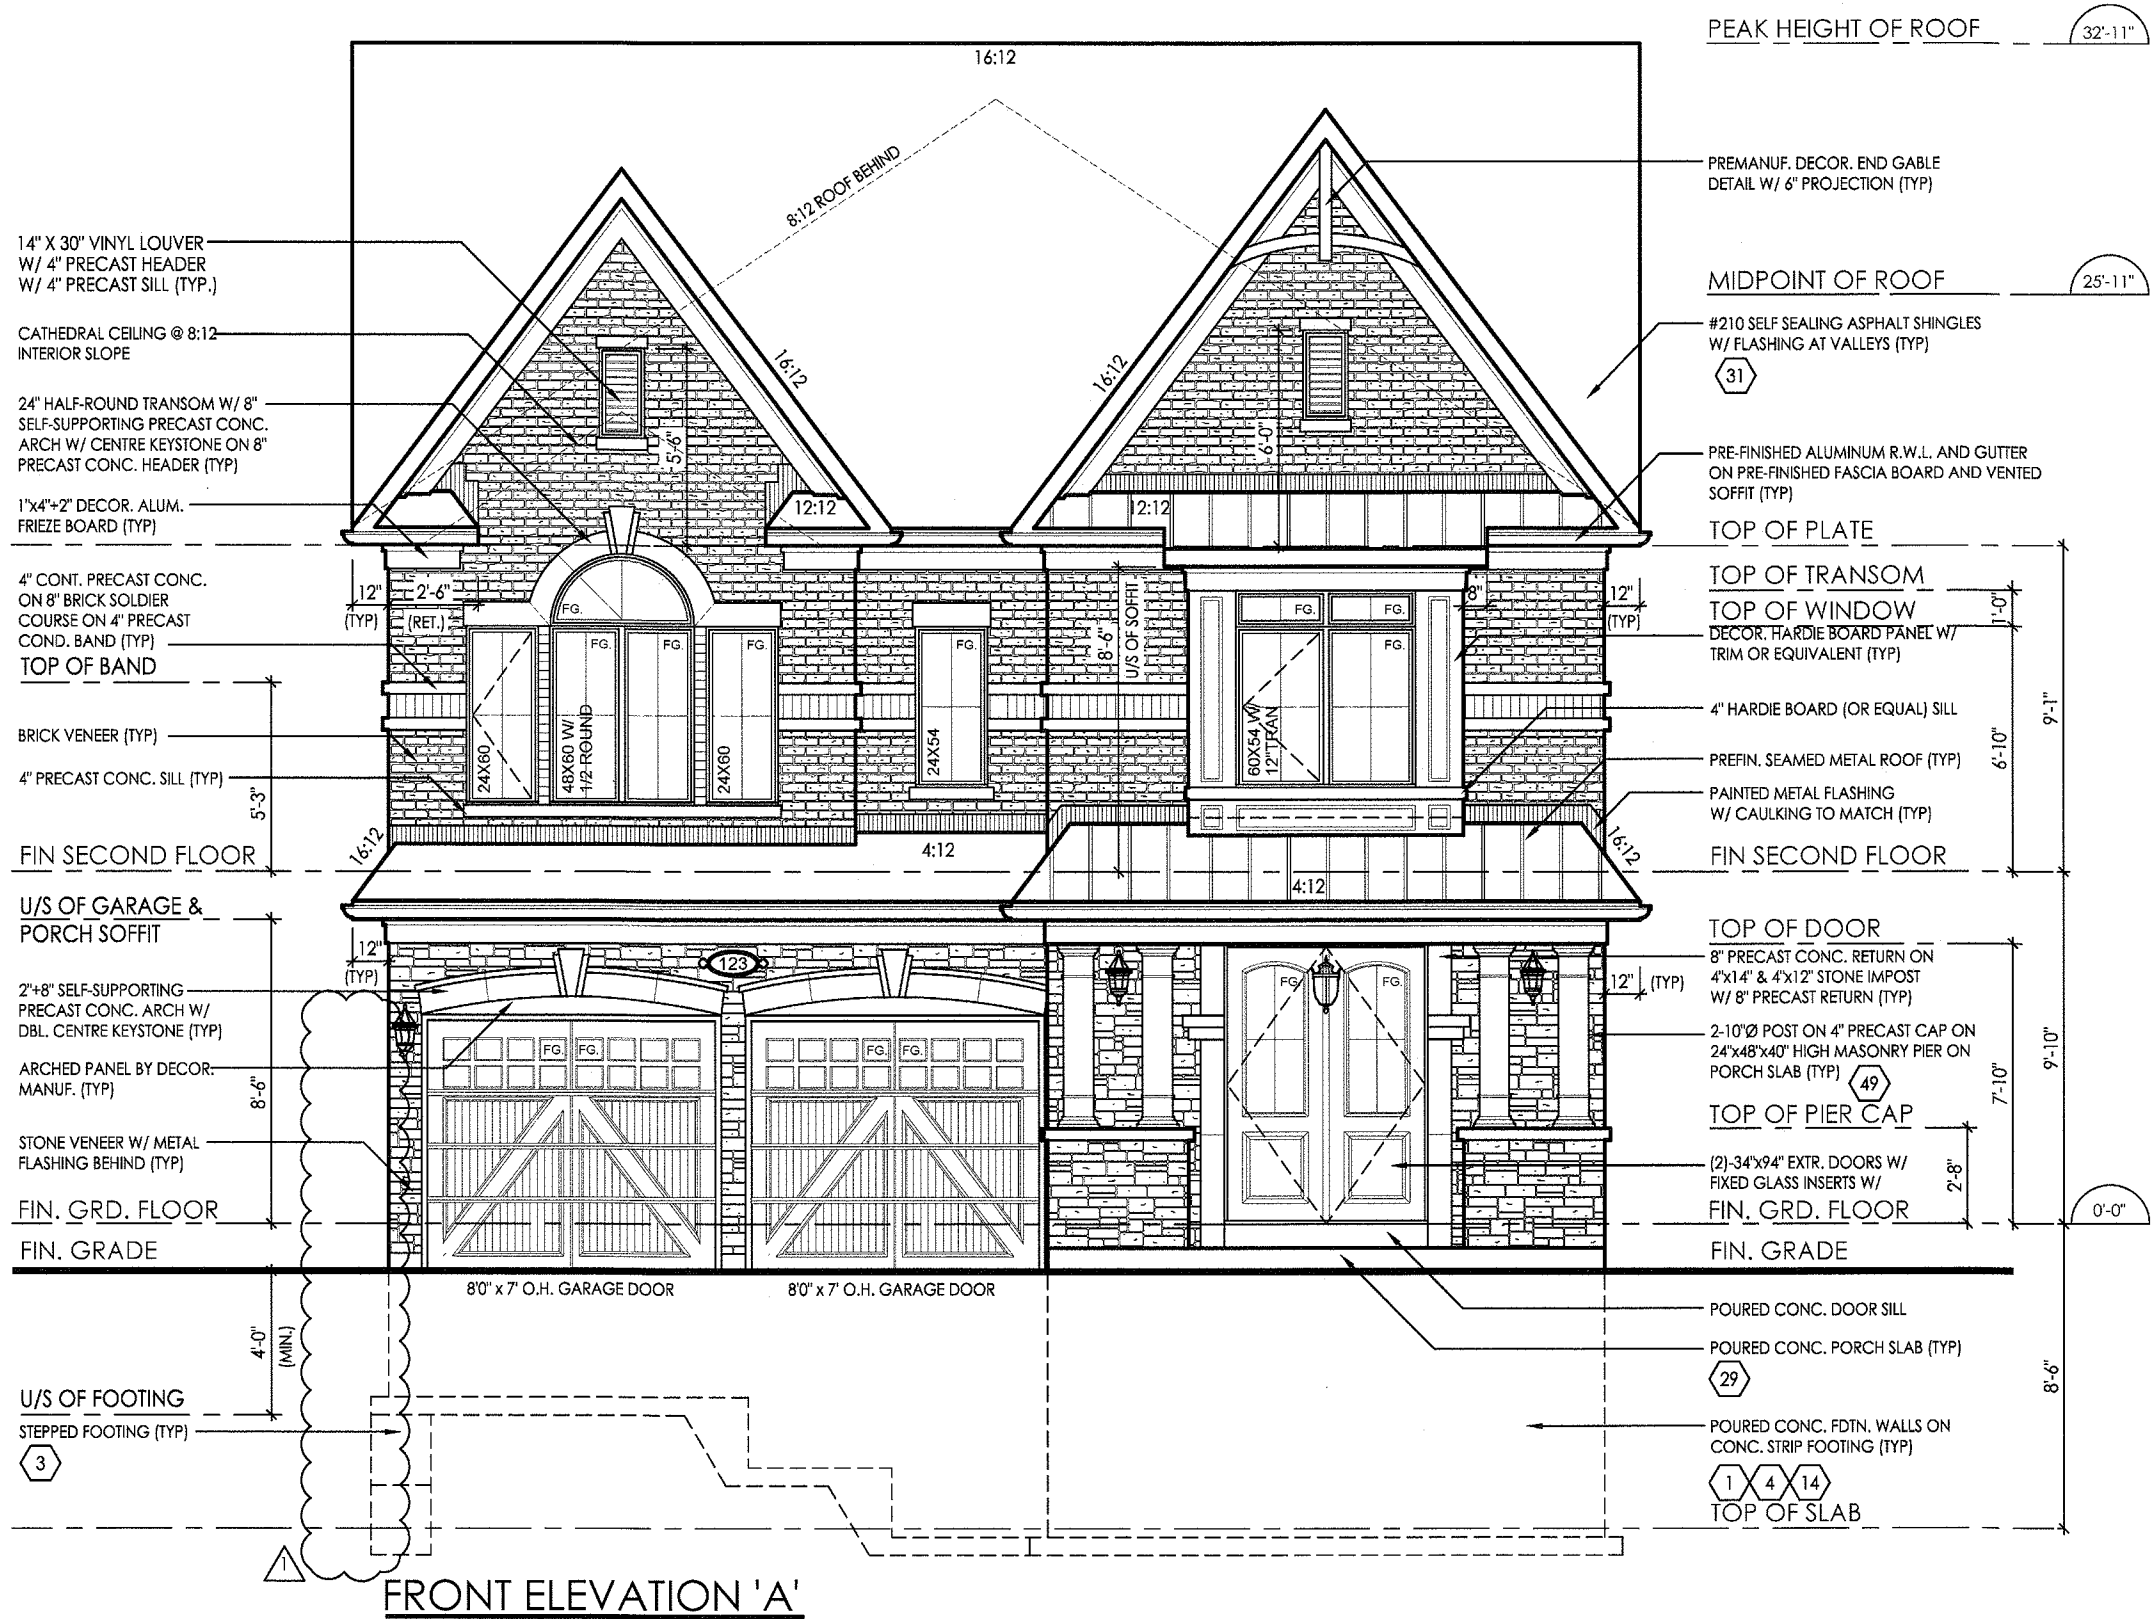 PEAK HEIGHT OF ROOF
32'-11"
16:12
8:12 ROOF BEHIND
PREMANUF. DECOR. END GABLE
DETAIL W/ 6" PROJECTION (TYP)
14" X 30" VINYL LOUVER
W/ 4" PRECAST HEADER
W/ 4" PRECAST SILL (TYP.)
MIDPOINT OF ROOF
25'-11"
CATHEDRAL CEILING @ 8:12
INTERIOR SLOPE
#210 SELF SEALING ASPHALT SHINGLES
W/ FLASHING AT VALLEYS (TYP)
31
16:12
16:12
24" HALF-ROUND TRANSOM W/ 8"
SELF-SUPPORTING PRECAST CONC.
ARCH W/ CENTRE KEYSTONE ON 8"
PRECAST CONC. HEADER (TYP)
5'-6"
6'-0"
PRE-FINISHED ALUMINUM R.W.L. AND GUTTER
ON PRE-FINISHED FASCIA BOARD AND VENTED
SOFFIT (TYP)
1"x4"+2" DECOR. ALUM.
FRIEZE BOARD (TYP)
12:12
12:12
TOP OF PLATE
4" CONT. PRECAST CONC.
ON 8" BRICK SOLDIER
COURSE ON 4" PRECAST
COND. BAND (TYP)
TOP OF BAND
12"
(TYP)
2'-6"
(RET.)
FG.
FG.
FG.
FG.
FG.
8'-6"
U/S OF SOFFIT
FG.
FG.
FG.
8"
12"
(TYP)
TOP OF TRANSOM
1'-0"
TOP OF WINDOW
DECOR. HARDIE BOARD PANEL W/
TRIM OR EQUIVALENT (TYP)
24X60
48X60 W/
1/2 ROUND
24X60
24X54
60X54 W/
12"TRAN
4" HARDIE BOARD (OR EQUAL) SILL
9'-1"
6'-10"
BRICK VENEER (TYP)
4" PRECAST CONC. SILL (TYP)
5'-3"
PREFIN. SEAMED METAL ROOF (TYP)
PAINTED METAL FLASHING
W/ CAULKING TO MATCH (TYP)
FIN SECOND FLOOR
16:12
4:12
4:12
16:12
FIN SECOND FLOOR
U/S OF GARAGE &
PORCH SOFFIT
12"
(TYP)
123
TOP OF DOOR
8" PRECAST CONC. RETURN ON
4"x14" & 4"x12" STONE IMPOST
W/ 8" PRECAST RETURN (TYP)
12"
(TYP)
FG.
FG.
2"+8" SELF-SUPPORTING
PRECAST CONC. ARCH W/
DBL. CENTRE KEYSTONE (TYP)
2-10"Ø POST ON 4" PRECAST CAP ON
24"x48"x40" HIGH MASONRY PIER ON
PORCH SLAB (TYP)
49
FG.
FG.
FG.
FG.
ARCHED PANEL BY DECOR.
MANUF. (TYP)
8'-6"
7'-10"
9'-10"
TOP OF PIER CAP
STONE VENEER W/ METAL
FLASHING BEHIND (TYP)
(2)-34"x94" EXTR. DOORS W/
FIXED GLASS INSERTS W/
2'-8"
FIN. GRD. FLOOR
FIN. GRD. FLOOR
0'-0"
FIN. GRADE
FIN. GRADE
8'0" x 7' O.H. GARAGE DOOR
8'0" x 7' O.H. GARAGE DOOR
POURED CONC. DOOR SILL
4'-0"
(MIN.)
POURED CONC. PORCH SLAB (TYP)
29
8'-6"
U/S OF FOOTING
STEPPED FOOTING (TYP)
3
POURED CONC. FDTN. WALLS ON
CONC. STRIP FOOTING (TYP)
1
4
14
TOP OF SLAB
1
FRONT ELEVATION 'A'